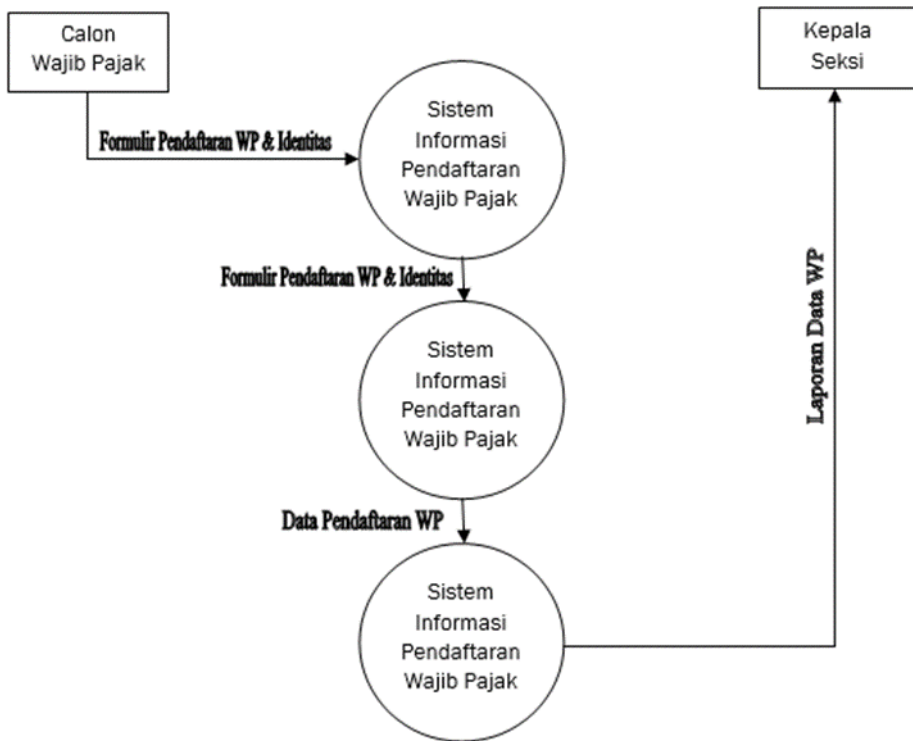 Calon
Wajib Pajak
Kepala
Seksi
Sistem
Informasi
Pendaftaran
Wajib Pajak
Formulir Pendaftaran WP & Identitas
Formulir Pendaftaran WP & Identitas
Sistem
Informasi
Pendaftaran
Wajib Pajak
Laporan Data WP
Data Pendaftaran WP
Sistem
Informasi
Pendaftaran
Wajib Pajak